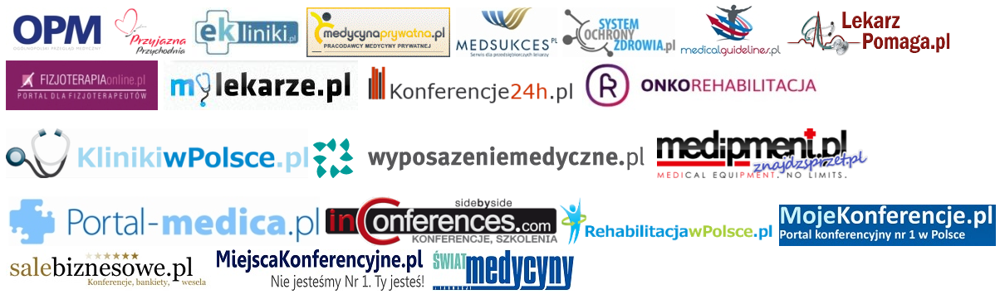 OPM
OGÓLNOPOLSKI PRZEGLĄD MEDYCZNY
Przyjazna
Przychodnia
ekkliniki.pl
medycynaprywatna.pl
PRACODAWCY MEDYCYNY PRYWATNEJ
MEDSUKCES.PL
Serwis dla przedsiębiorczych lekarzy
SYSTEM
OCHRONY
ZDROWIA.pl
medicalguidelines.pl
Lekarz
Pomaga.pl
FIZJOTERAPIAonline.pl
PORTAL DLA FIZJOTERAPEUTÓW
mylekarze.pl
Konferencje24h.pl
R ONKOREHABILITACJA
KlinikiwPolsce.pl
wyposazeniemedyczne.pl
medipment.pl
znajdzsprzet.pl
MEDICAL EQUIPMENT. NO LIMITS.
Portal-medica.pl
sidebyside
inConferences.com
KONFERENCJE, SZKOLENIA
RehabilitacjawPolsce.pl
MojeKonferencje.pl
Portal konferencyjny nr 1 w Polsce
salebiznesowe.pl
Konferencje, bankiety, wesela
MiejscaKonferencyjne.pl
Nie jesteśmy Nr 1. Ty jesteś!
ŚWIAT
medycyny